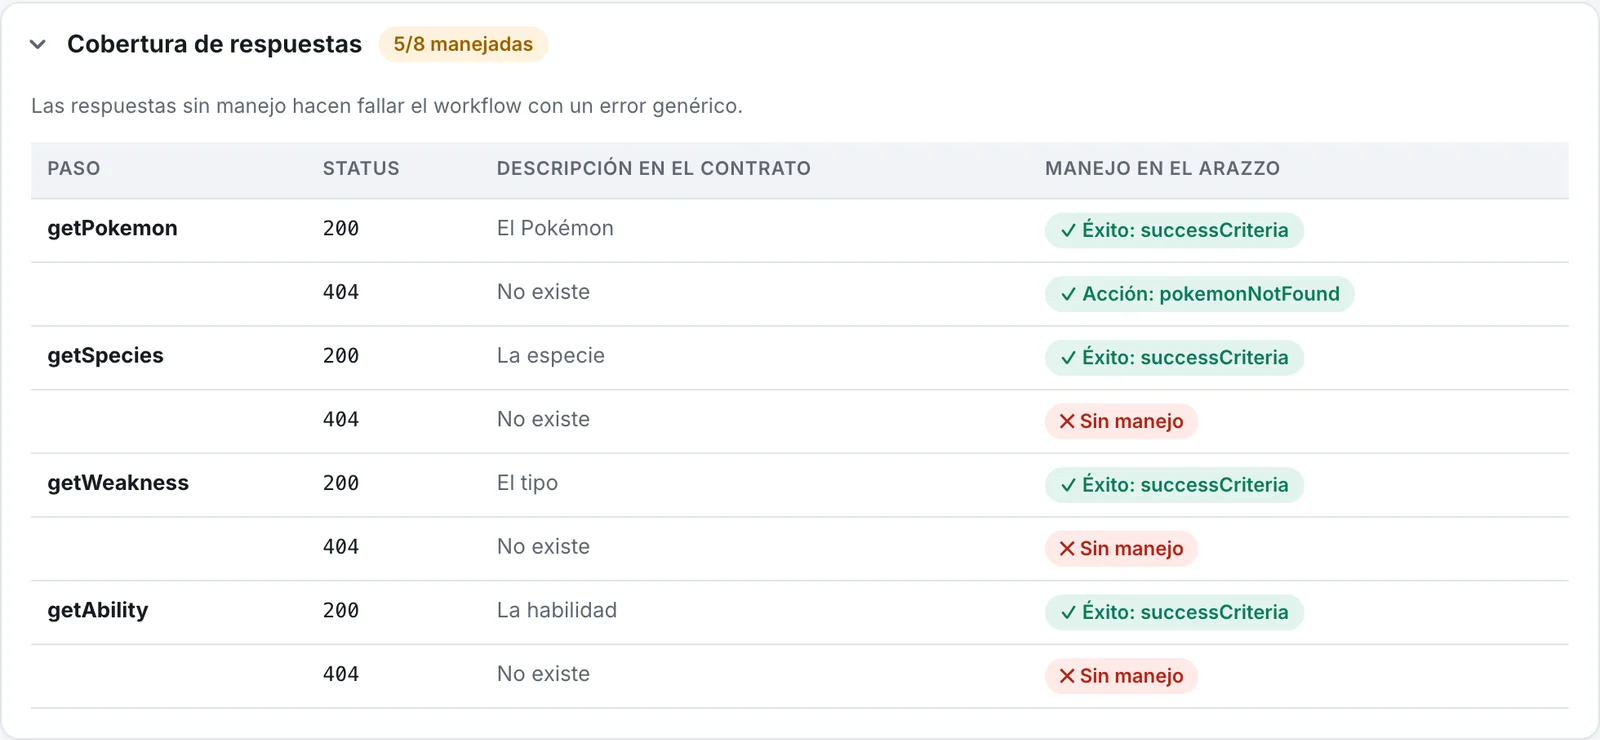 Cobertura de respuestas 5/8 manejadas
Las respuestas sin manejo hacen fallar el workflow con un error genérico.
PASO STATUS DESCRIPCIÓN EN EL CONTRATO MANEJO EN EL ARAZZO
getPokemon 200 El Pokémon ✓ Éxito: successCriteria
404 No existe ✓ Acción: pokemonNotFound
getSpecies 200 La especie ✓ Éxito: successCriteria
404 No existe ✕ Sin manejo
getWeakness 200 El tipo ✓ Éxito: successCriteria
404 No existe ✕ Sin manejo
getAbility 200 La habilidad ✓ Éxito: successCriteria
404 No existe ✕ Sin manejo